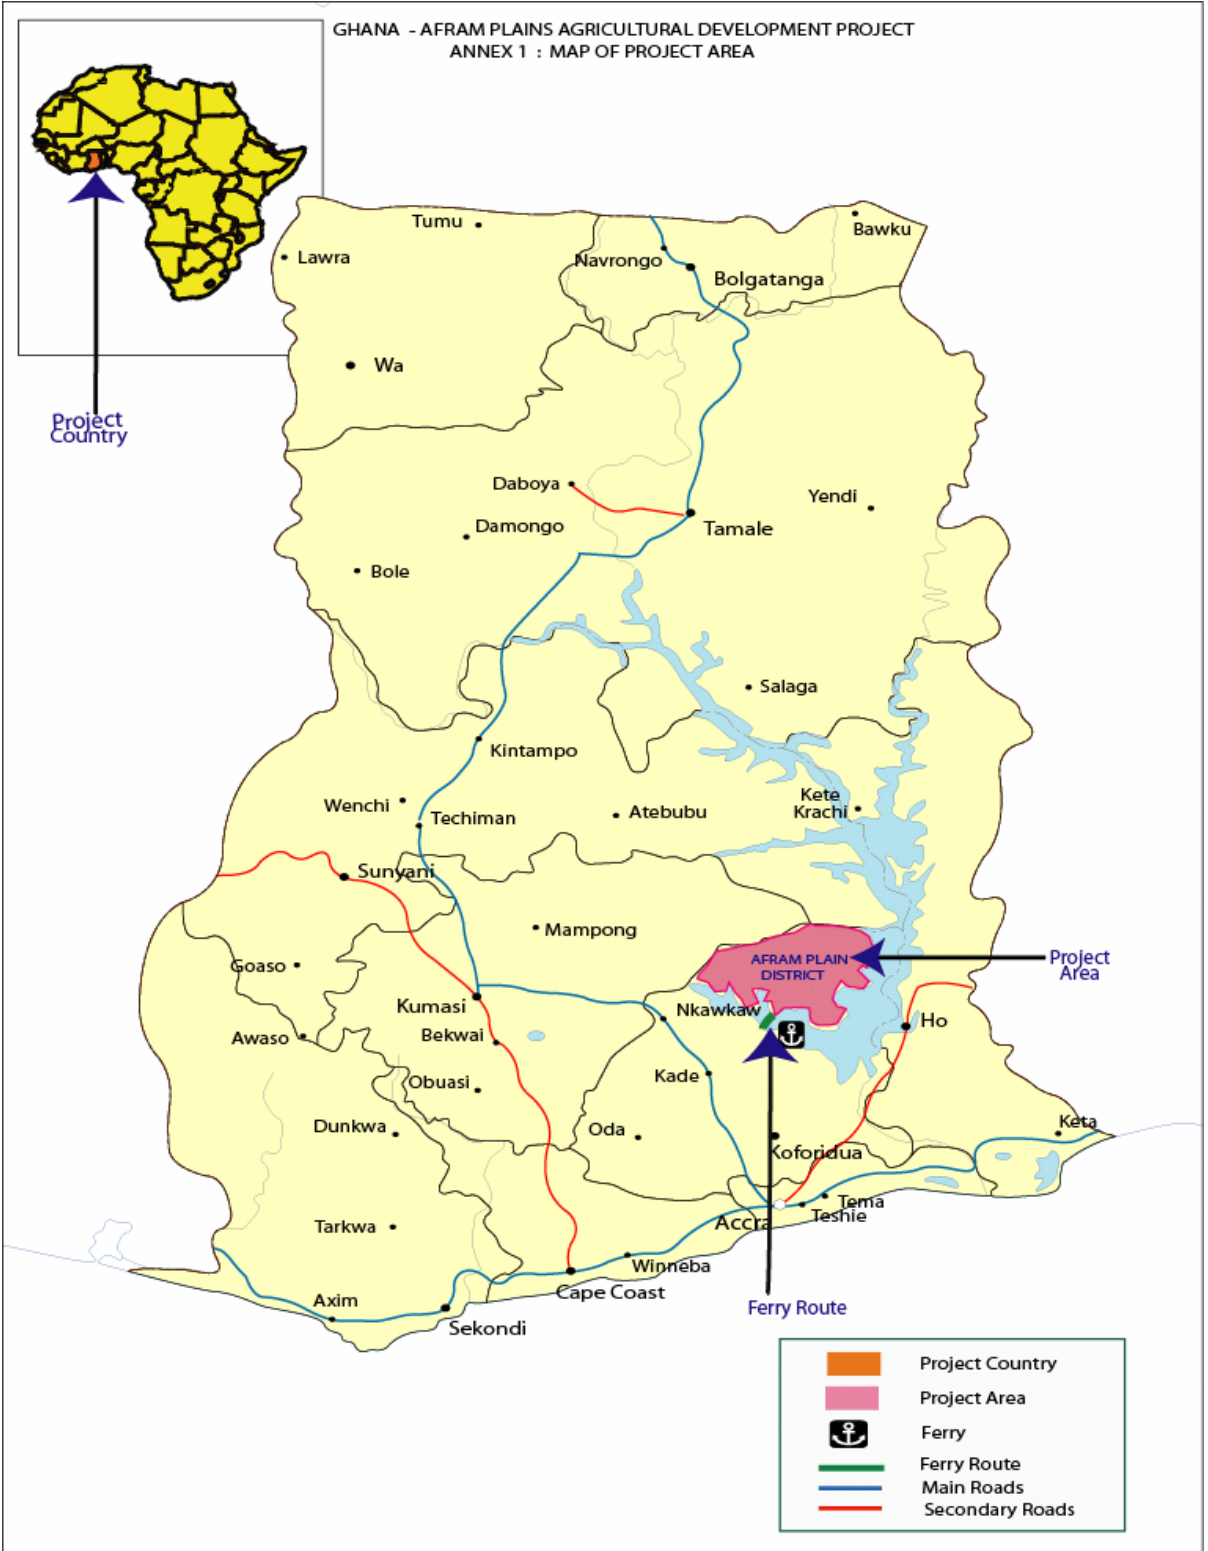 GHANA - AFRAM PLAINS AGRICULTURAL DEVELOPMENT PROJECT
ANNEX 1 : MAP OF PROJECT AREA
Project
Country
Tumu
Bawku
Lawra
Navrongo
Bolgatanga
Wa
Daboya
Yendi
Damongo
Tamale
Bole
Salaga
Kintampo
Wenchi
Techiman
Atebubu
Kete
Krachi
Sunyani
Mampong
Goaso
AFRAM PLAIN
DISTRICT
Project
Area
Kumasi
Nkawkaw
Ho
Awaso
Bekwai
Kade
Obuasi
Dunkwa
Oda
Keta
Koforidua
Tarkwa
Accra
Tema
Teshie
Winneba
Cape Coast
Axim
Sekondi
Ferry Route
Project Country
Project Area
Ferry
Ferry Route
Main Roads
Secondary Roads